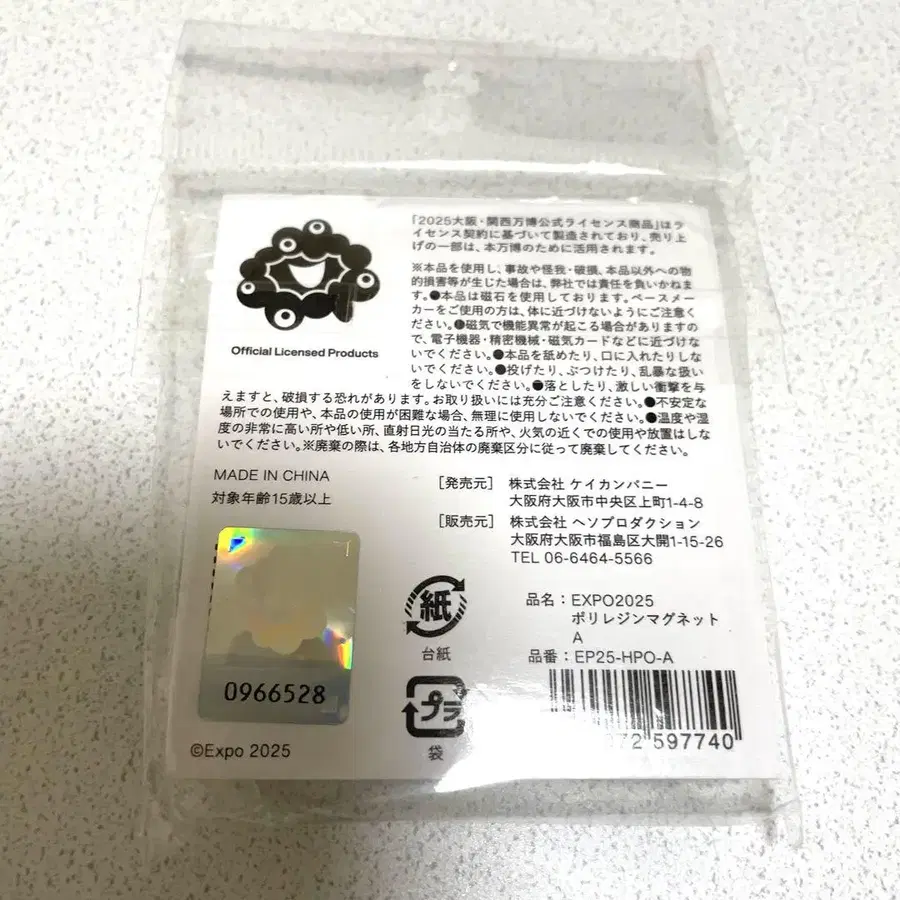 「2025大阪・関西万博公式ライセンス商品」はラ
イセンス契約に基づいて製造されており、売り上
げの一部は、本万博のために活用されます。
※本品を使用し、事故や怪我・破損、本品以外への物
的損害等が生じた場合は、弊社では責任を負いかねま
す。●本品は磁石を使用しております。ペースメー
カーをご使用の方は、体に近づけないようにご注意く
ださい。●磁気で機能異常が起こる場合がありますの
で、電子機器・精密機械・磁気カードなどに近づけな
いでください。●本品を舐めたり、口に入れたりしな
いでください。●投げたり、ぶつけたり、乱暴な扱い
をしないでください。●落としたり、激しい衝撃を与
えますと、破損する恐れがあります。お取り扱いには充分ご注意ください。●不安定な
場所での使用や、本品の使用が困難な場合、無理に使用しないでください。●温度や湿
度の非常に高い所や低い所、直射日光の当たる所や、火気の近くでの使用や放置はしな
いでください。※廃棄の際は、各地方自治体の廃棄区分に従って廃棄してください。
Official Licensed Products
MADE IN CHINA
対象年齢15歳以上
［発売元］ 株式会社 ケイカンパニー
大阪府大阪市中央区上町1-4-8
［販売元］ 株式会社 ヘソプロダクション
大阪府大阪市福島区大開1-15-26
TEL 06-6464-5566
紙
台紙
プラ
袋
品名：EXPO2025
ポリレジンマグネット
A
品番：EP25-HPO-A
597740
0966528
©Expo 2025